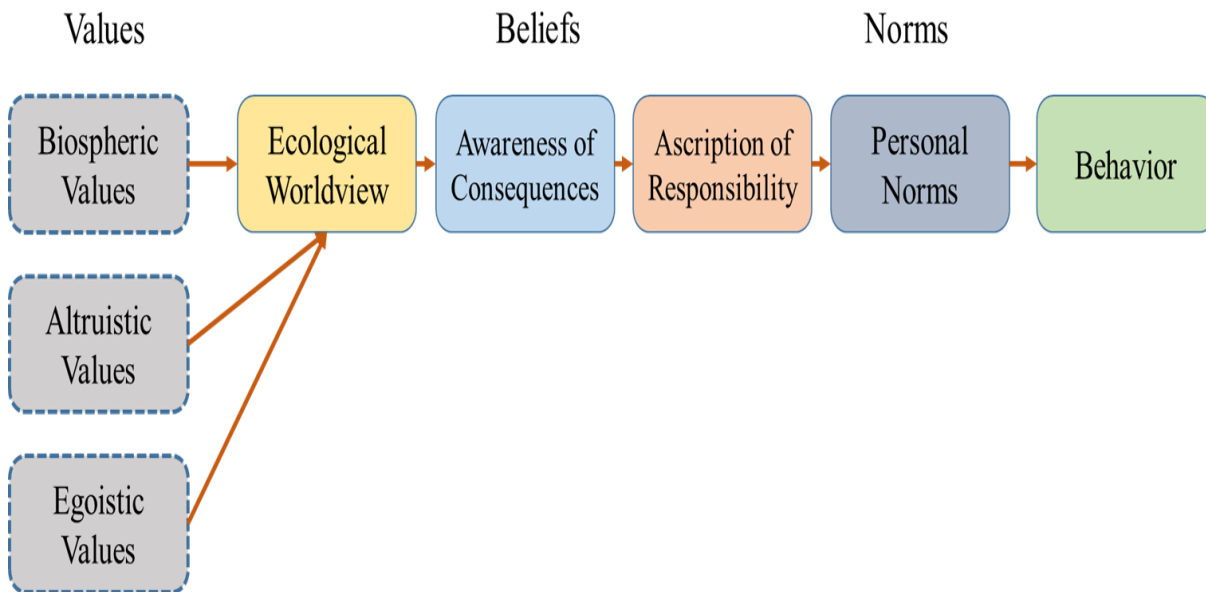 Values
Beliefs
Norms
Biospheric
Values
Ecological
Worldview
Awareness of
Consequences
Ascription of
Responsibility
Personal
Norms
Behavior
Altruistic
Values
Egoistic
Values